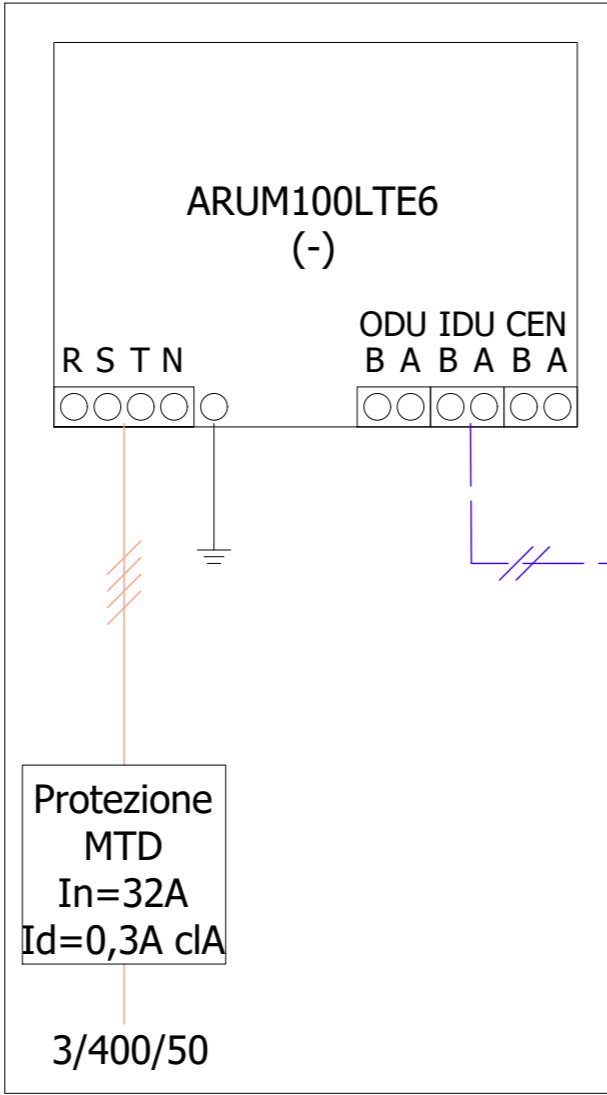 ARUM100LTE6
(-)
ODU IDU CEN
R S T N B A B A B A
Protezione
MTD
In=32A
Id=0,3A clA
3/400/50